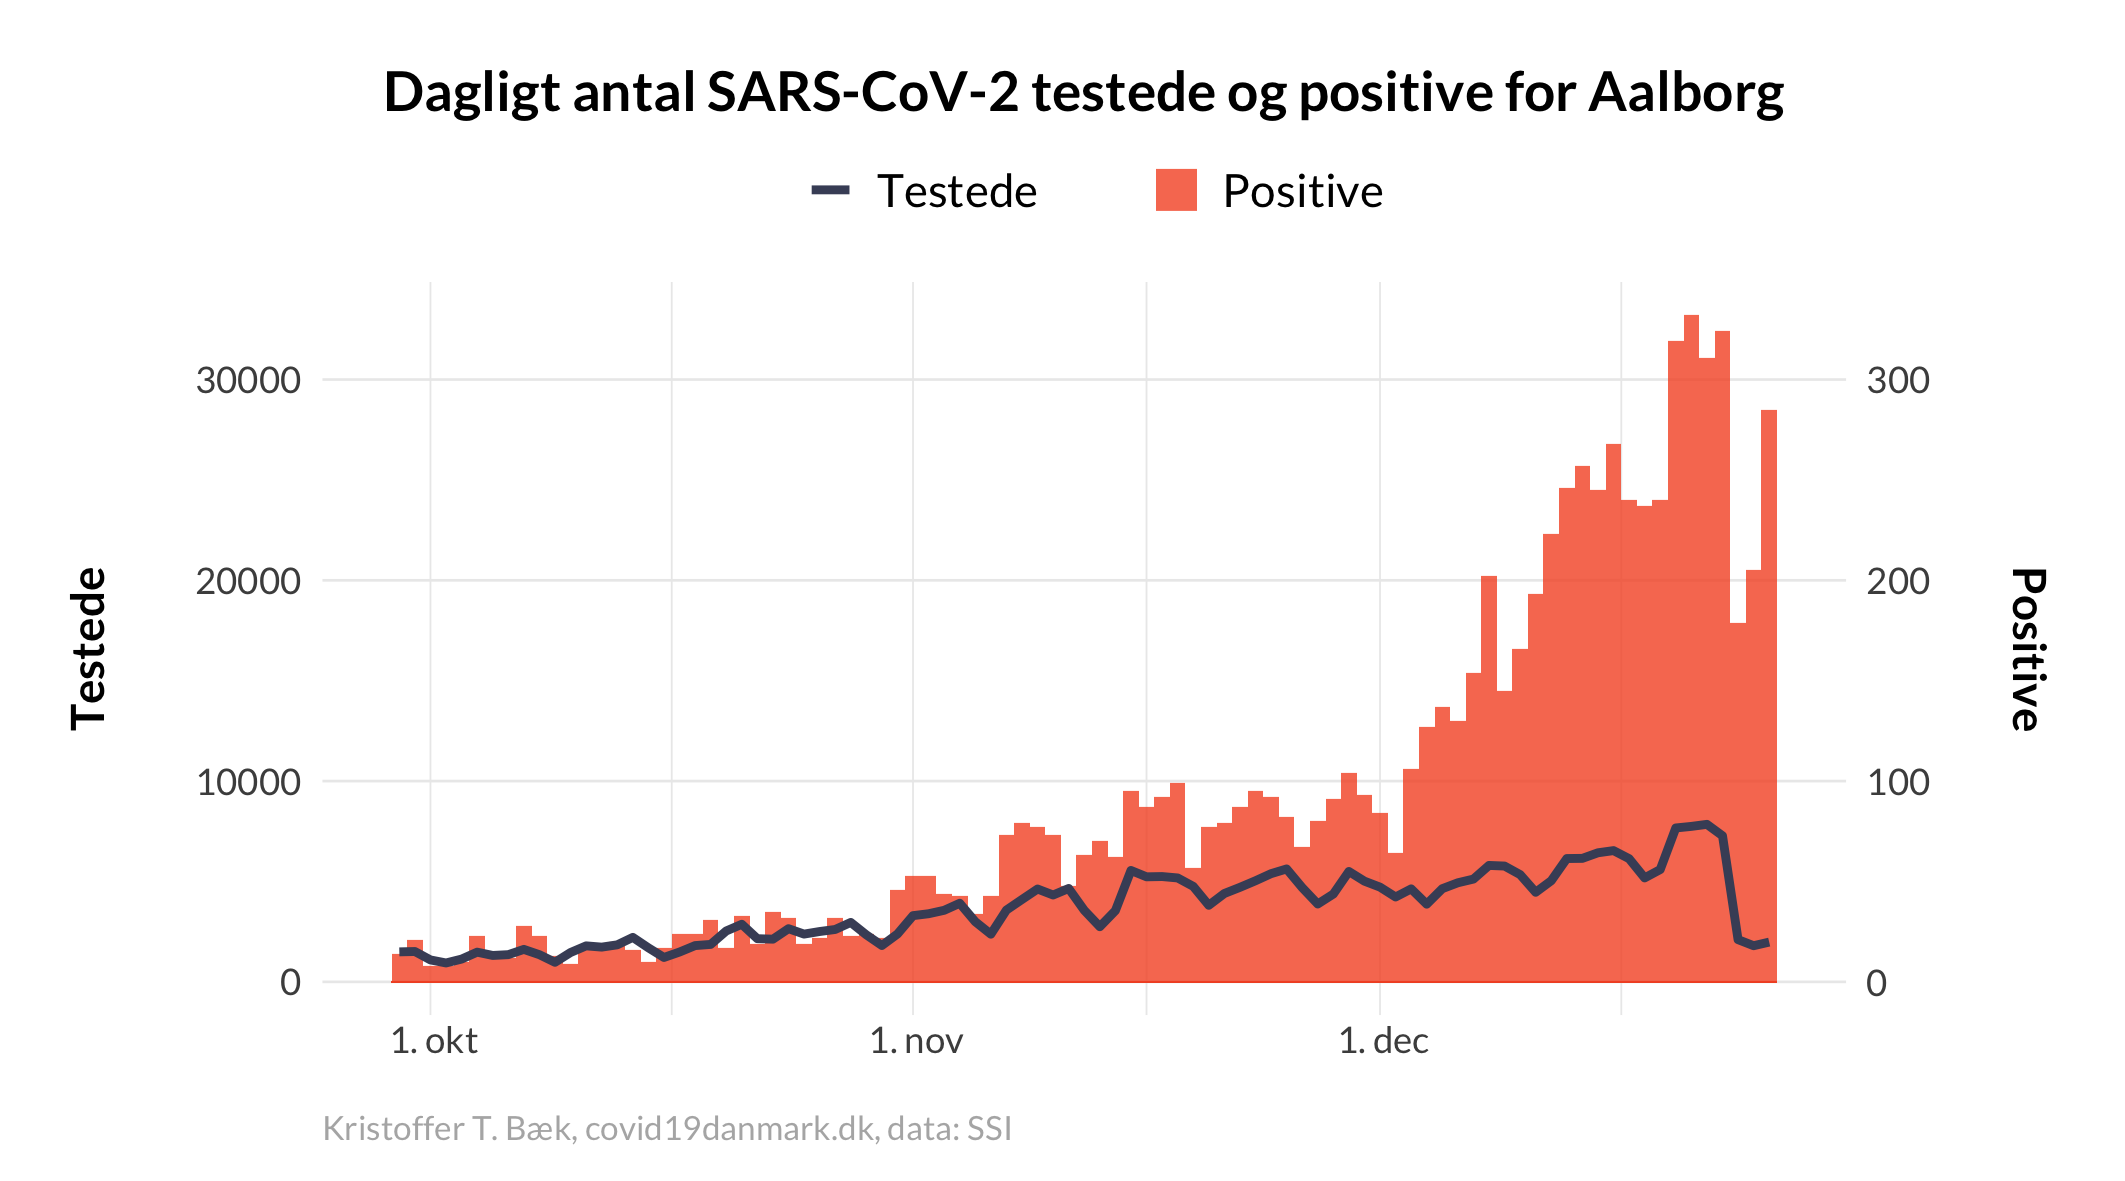 Dagligt antal SARS-CoV-2 testede og positive for Aalborg
Testede
Positive
30000
20000
10000
0
300
200
100
0
Testede
Positive
1. okt
1. nov
1. dec
Kristoffer T. Bæk, covid19danmark.dk, data: SSI